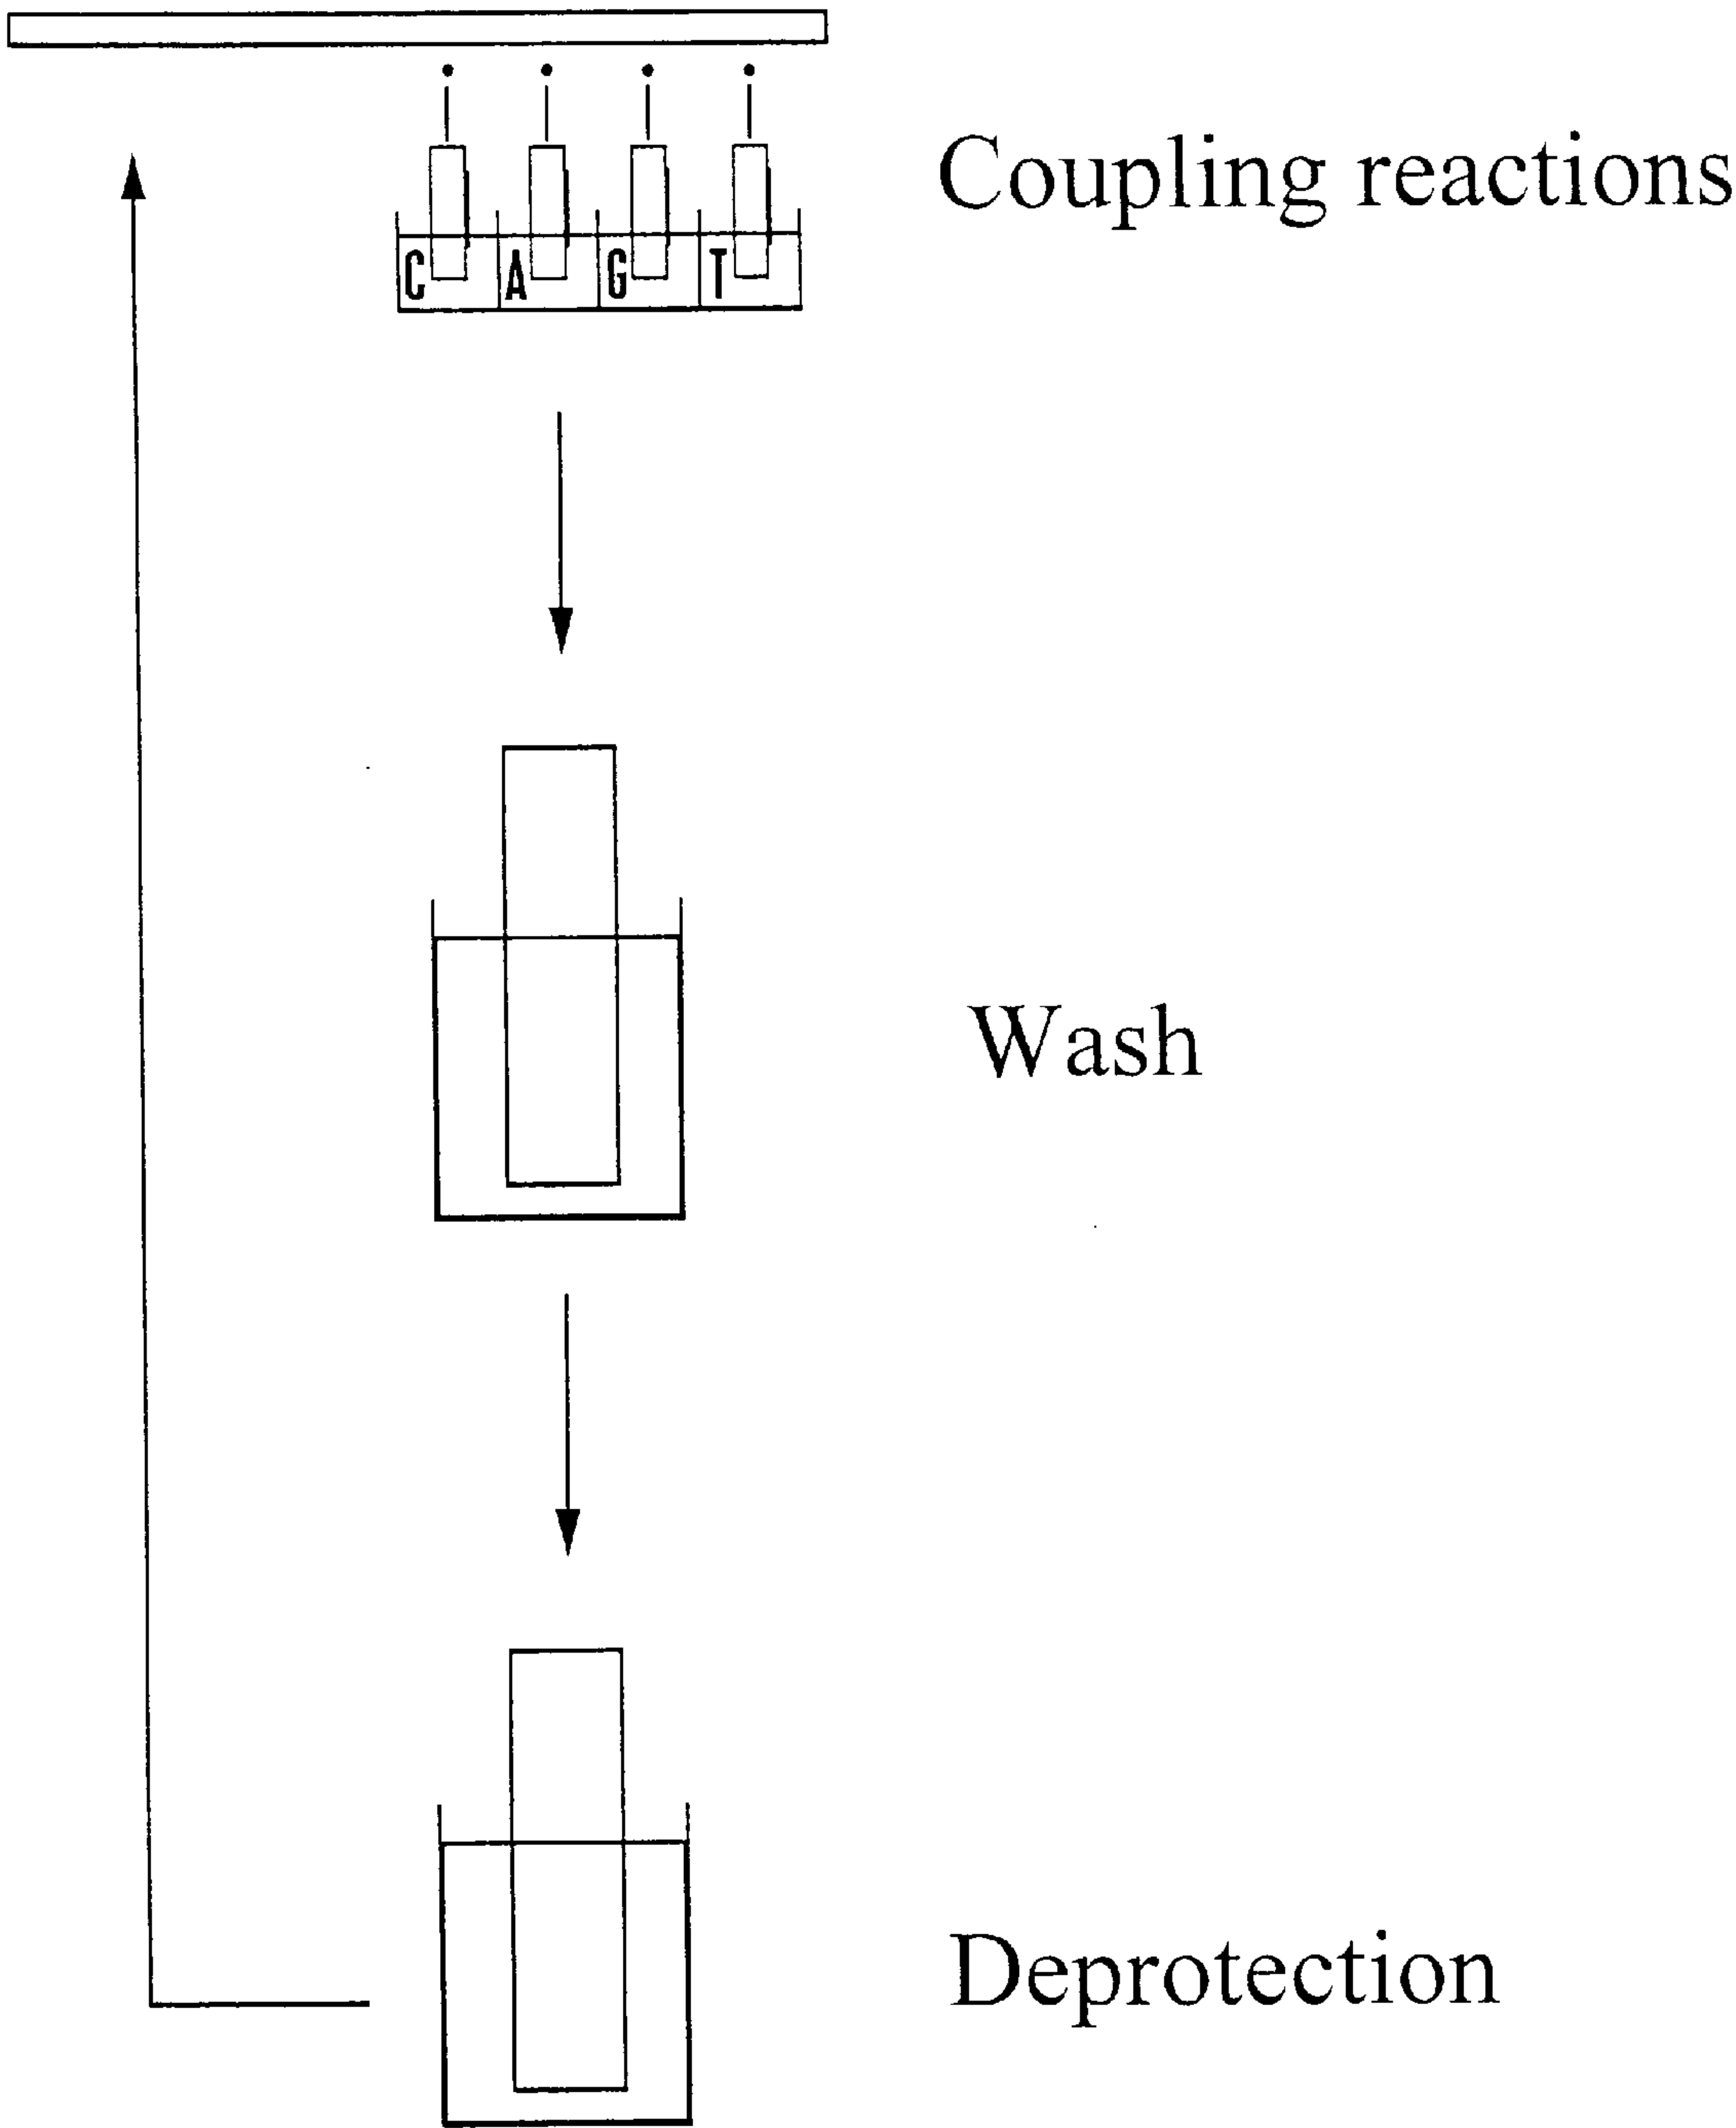 Coupling reactions
C A G T
Wash
Deprotection